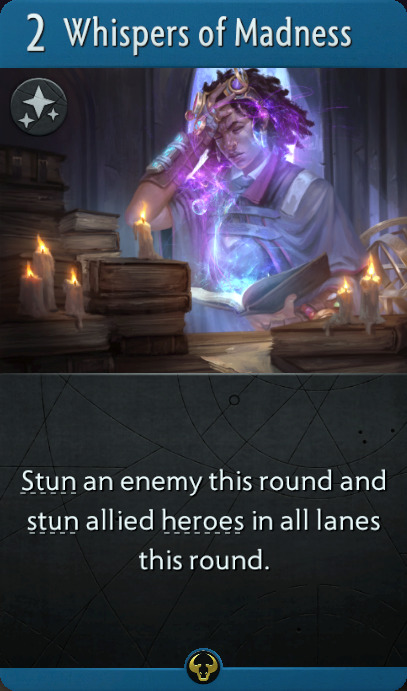 2 Whispers of Madness
Stun an enemy this round and
stun allied heroes in all lanes
this round.